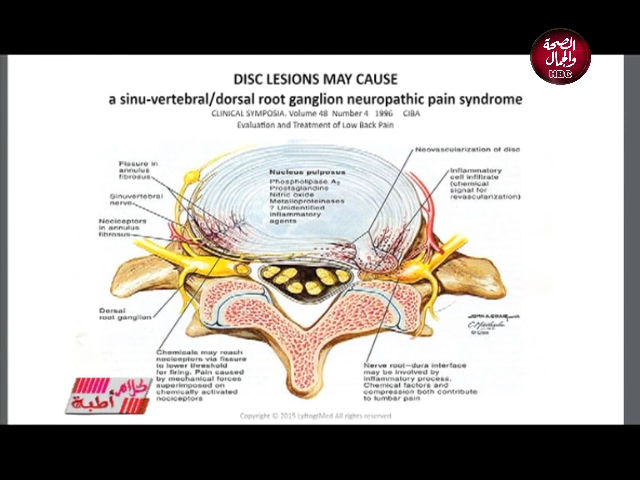 الصحة
والجمال
HBC
DISC LESIONS MAY CAUSE
a sinu-vertebral/dorsal root ganglion neuropathic pain syndrome
CLINICAL SYMPOSIA. Volume 48 Number 4 1996 CIBA
Evaluation and Treatment of Low Back Pain
Fissure in
annulus
fibrosus
Sinuvertebral
nerve
Nociceptors
in annulus
fibrosus
Dorsal
root ganglion
Nucleus pulposus
Phospholipase A2
Prostaglandins
Nitric oxide
Metalloproteinases
? Unidentified
inflammatory
agents
Neovascularization of disc
Inflammatory
cell infiltrate
(chemical
signal for
revascularization)
Chemicals may reach
nociceptors via fissure
to lower threshold
for firing. Pain caused
by mechanical forces
superimposed on
chemically activated
nociceptors
Nerve root–dura interface
may be involved by
inflammatory process.
Chemical factors and
compression both contribute
to lumbar pain
كلام
أطبة
Copyright © 2015 LyftogtMed All rights reserved